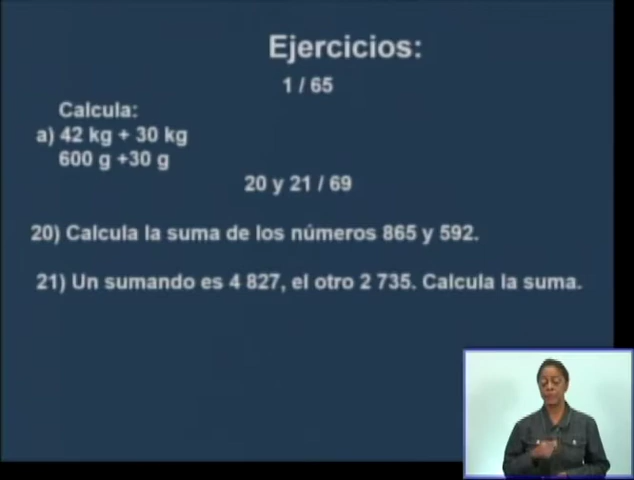 Ejercicios:
1 / 65
Calcula:
a) 42 kg + 30 kg
600 g +30 g
20 y 21 / 69
20) Calcula la suma de los números 865 y 592.
21) Un sumando es 4 827, el otro 2 735. Calcula la suma.